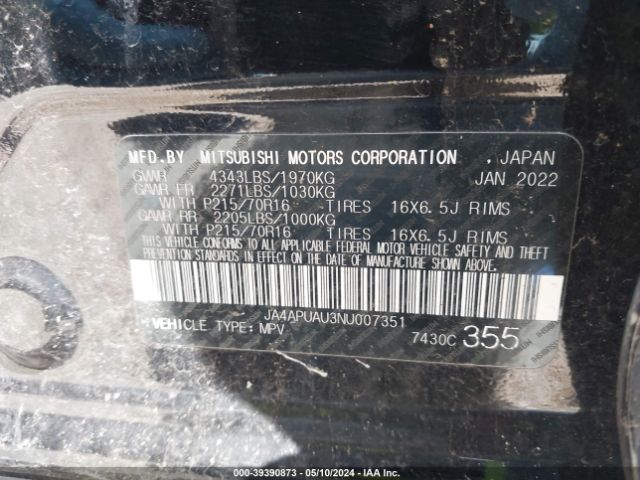 MFD.BY MITSUBISHI MOTORS CORPORATION , JAPAN
GVWR 4343LBS/1970KG JAN 2022
GAWR FR 2271LBS/1030KG
WITH P215/70R16 TIRES 16X6.5J RIMS
GAWR RR 2205LBS/1000KG
WITH P215/70R16 TIRES 16X6.5J RIMS
THIS VEHICLE CONFORMS TO ALL APPLICABLE FEDERAL MOTOR VEHICLE SAFETY AND THEFT
PREVENTION STANDARDS IN EFFECT ON THE DATE OF MANUFACTURE SHOWN ABOVE.
JA4APUAU3NU007351
VEHICLE TYPE: MPV 7430C 355
000-39390873 — 05/10/2024 — IAA Inc.